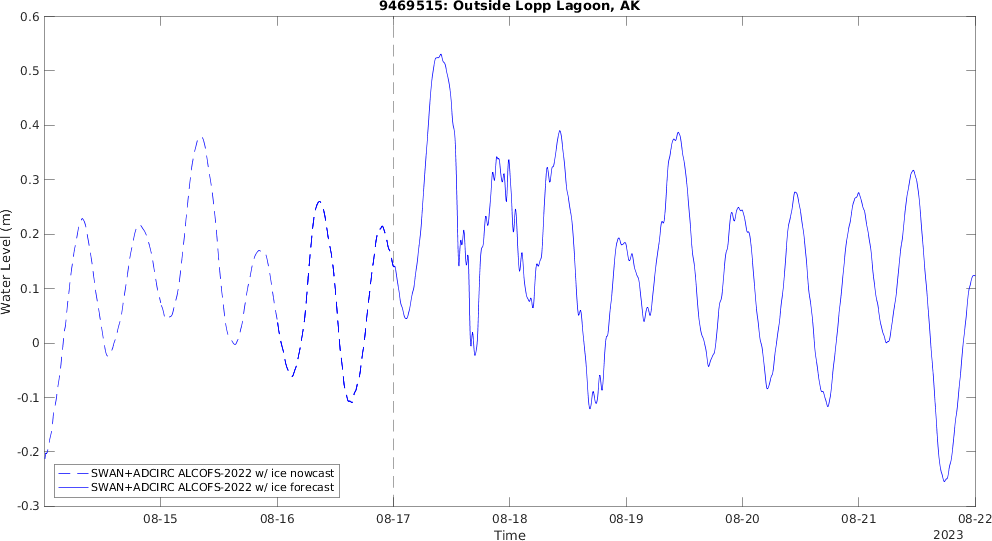 9469515: Outside Lopp Lagoon, AK
0.6
0.5
0.4
0.3
0.2
0.1
0
-0.1
-0.2
-0.3
Water Level (m)
SWAN+ADCIRC ALCOFS-2022 w/ ice nowcast
SWAN+ADCIRC ALCOFS-2022 w/ ice forecast
08-15 08-16 08-17 08-18 08-19 08-20 08-21 08-22
Time
2023